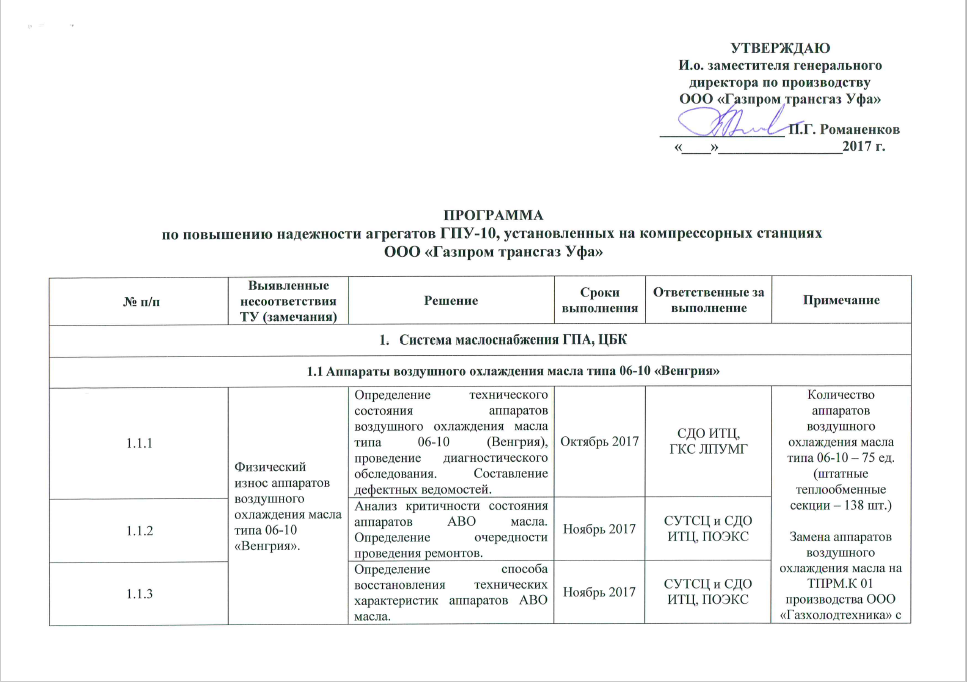 УТВЕРЖДАЮ
И.о. заместителя генерального
директора по производству
ООО «Газпром трансгаз Уфа»
_________________ П.Г. Романенков
«____»_________________2017 г.
ПРОГРАММА
по повышению надежности агрегатов ГПУ-10, установленных на компрессорных станциях
ООО «Газпром трансгаз Уфа»
№ п/п
Выявленные
несоответствия
ТУ (замечания)
Решение
Сроки
выполнения
Ответственные за
выполнение
Примечание
1. Система маслоснабжения ГПА, ЦБК
1.1 Аппараты воздушного охлаждения масла типа 06-10 «Венгрия»
1.1.1
Физический
износ аппаратов
воздушного
охлаждения масла
типа 06-10
«Венгрия».
Определение технического
состояния аппаратов
воздушного охлаждения масла
типа 06-10 (Венгрия),
проведение диагностического
обследования. Составление
дефектных ведомостей.
Октябрь 2017
СДО ИТЦ,
ГКС ЛПУМГ
Количество
аппаратов
воздушного
охлаждения масла
типа 06-10 – 75 ед.
(штатные
теплообменные
секции – 138 шт.)
Замена аппаратов
воздушного
охлаждения масла на
ТПРМ.К 01
производства ООО
«Газхолодтехника» с
1.1.2
Анализ критичности состояния
аппаратов АВО масла.
Определение очередности
проведения ремонтов.
Ноябрь 2017
СУТСЦ и СДО
ИТЦ, ПОЭКС
1.1.3
Определение способа
восстановления технических
характеристик аппаратов АВО
масла.
Ноябрь 2017
СУТСЦ и СДО
ИТЦ, ПОЭКС